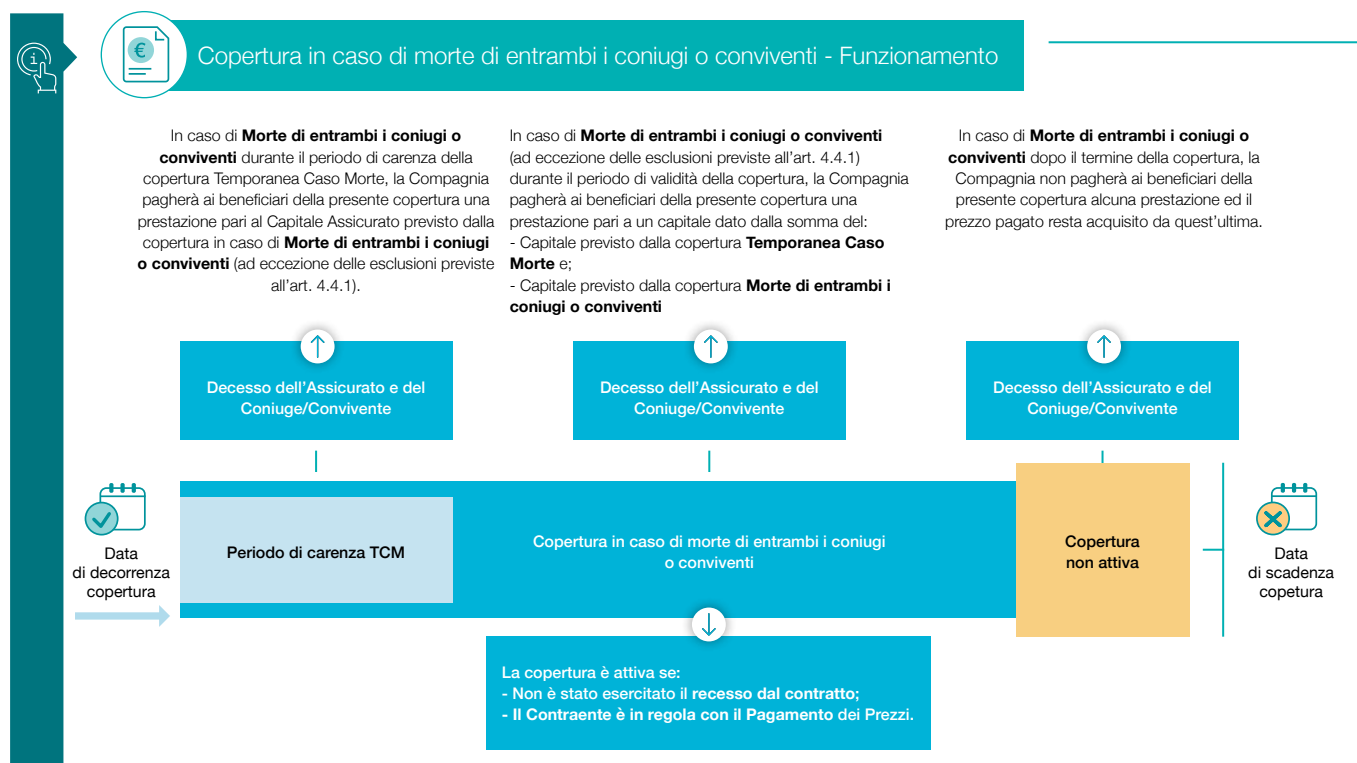 Copertura in caso di morte di entrambi i coniugi o conviventi - Funzionamento
In caso di Morte di entrambi i coniugi o
conviventi durante il periodo di carenza della
copertura Temporanea Caso Morte, la Compagnia
pagherà ai beneficiari della presente copertura una
prestazione pari al Capitale Assicurato previsto dalla
copertura in caso di Morte di entrambi i coniugi
o conviventi (ad eccezione delle esclusioni previste
all'art. 4.4.1).
In caso di Morte di entrambi i coniugi o conviventi
(ad eccezione delle esclusioni previste all'art. 4.4.1)
durante il periodo di validità della copertura, la Compagnia
pagherà ai beneficiari della presente copertura una
prestazione pari a un capitale dato dalla somma del:
- Capitale previsto dalla copertura Temporanea Caso
Morte e;
- Capitale previsto dalla copertura Morte di entrambi i
coniugi o conviventi
In caso di Morte di entrambi i coniugi o
conviventi dopo il termine della copertura, la
Compagnia non pagherà ai beneficiari della
presente copertura alcuna prestazione ed il
prezzo pagato resta acquisito da quest'ultima.
Decesso dell'Assicurato e del
Coniuge/Convivente
Decesso dell'Assicurato e del
Coniuge/Convivente
Decesso dell'Assicurato e del
Coniuge/Convivente
Data
di decorrenza
copertura
Periodo di carenza TCM
Copertura in caso di morte di entrambi i coniugi
o conviventi
Copertura
non attiva
Data
di scadenza
copetura
La copertura è attiva se:
- Non è stato esercitato il recesso dal contratto;
- Il Contraente è in regola con il Pagamento dei Prezzi.